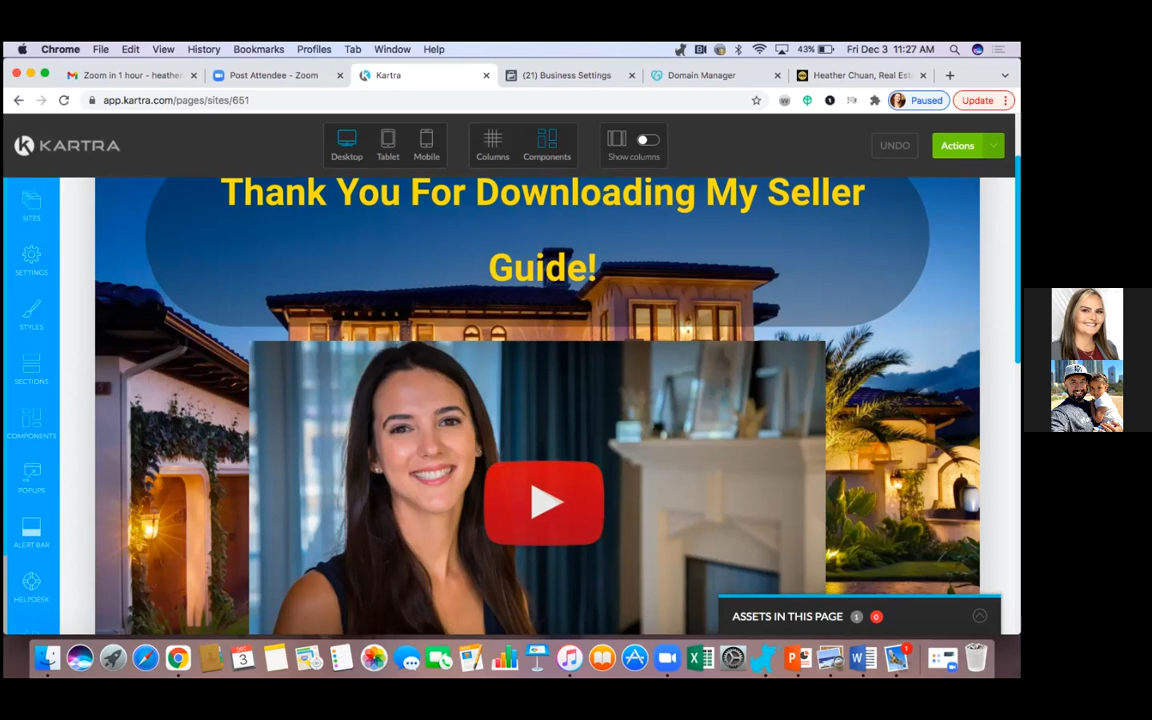 Chrome File Edit View History Bookmarks Profiles Tab Window Help 43% Fri Dec 3 11:27 AM
Zoom in 1 hour - heather Post Attendee - Zoom Kartra (21) Business Settings Domain Manager Heather Chuan, Real Est
app.kartra.com/pages/sites/651 Paused Update
KARTRA Desktop Tablet Mobile Columns Components Show columns UNDO Actions
SITES
SETTINGS
STYLES
SECTIONS
COMPONENTS
POPUPS
ALERT BAR
HELPDESK
Thank You For Downloading My Seller
Guide!
ASSETS IN THIS PAGE 1 0
DEC
3
1